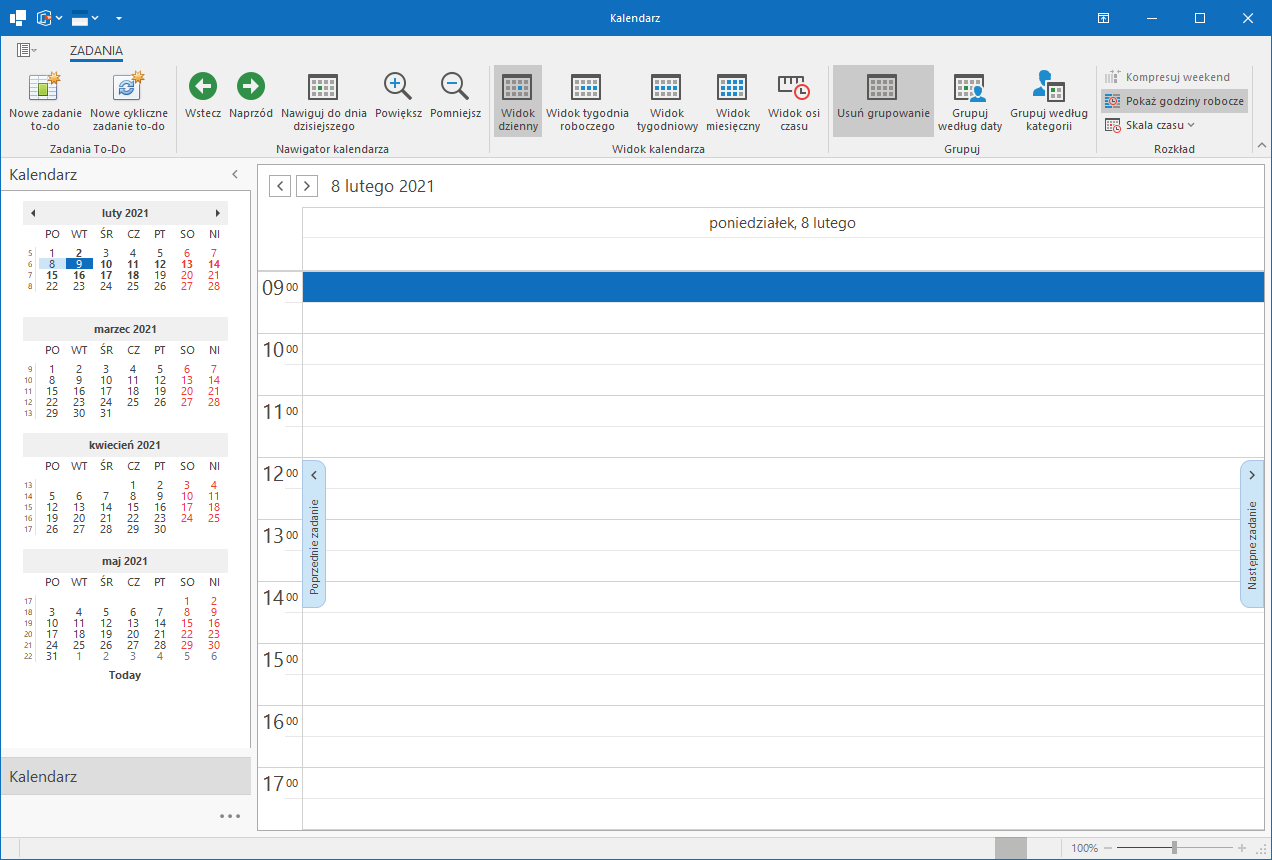 Kalendarz
ZADANIA
Nowe zadanie to-do
Nowe cykliczne zadanie to-do
Zadania To-Do
Wstecz
Naprzód
Nawiguj do dnia dzisiejszego
Powiększ
Pomniejsz
Nawigator kalendarza
Widok dzienny
Widok tygodnia roboczego
Widok tygodniowy
Widok miesięczny
Widok osi czasu
Widok kalendarza
Usuń grupowanie
Grupuj według daty
Grupuj według kategorii
Grupuj
Kompresuj weekend
Pokaż godziny robocze
Skala czasu
Rozkład
Kalendarz
luty 2021
PO WT ŚR CZ PT SO NI
5 1 2 3 4 5 6 7
6 8 9 10 11 12 13 14
7 15 16 17 18 19 20 21
8 22 23 24 25 26 27 28
marzec 2021
PO WT ŚR CZ PT SO NI
9 1 2 3 4 5 6 7
10 8 9 10 11 12 13 14
11 15 16 17 18 19 20 21
12 22 23 24 25 26 27 28
13 29 30 31
kwiecień 2021
PO WT ŚR CZ PT SO NI
13 1 2 3 4
14 5 6 7 8 9 10 11
15 12 13 14 15 16 17 18
16 19 20 21 22 23 24 25
17 26 27 28 29 30
maj 2021
PO WT ŚR CZ PT SO NI
17 1 2
18 3 4 5 6 7 8 9
19 10 11 12 13 14 15 16
20 17 18 19 20 21 22 23
21 24 25 26 27 28 29 30
22 31 1 2 3 4 5 6
Today
Kalendarz
8 lutego 2021
poniedziałek, 8 lutego
09 00
10 00
11 00
12 00
13 00
14 00
15 00
16 00
17 00
Poprzednie zadanie
Następne zadanie
100%